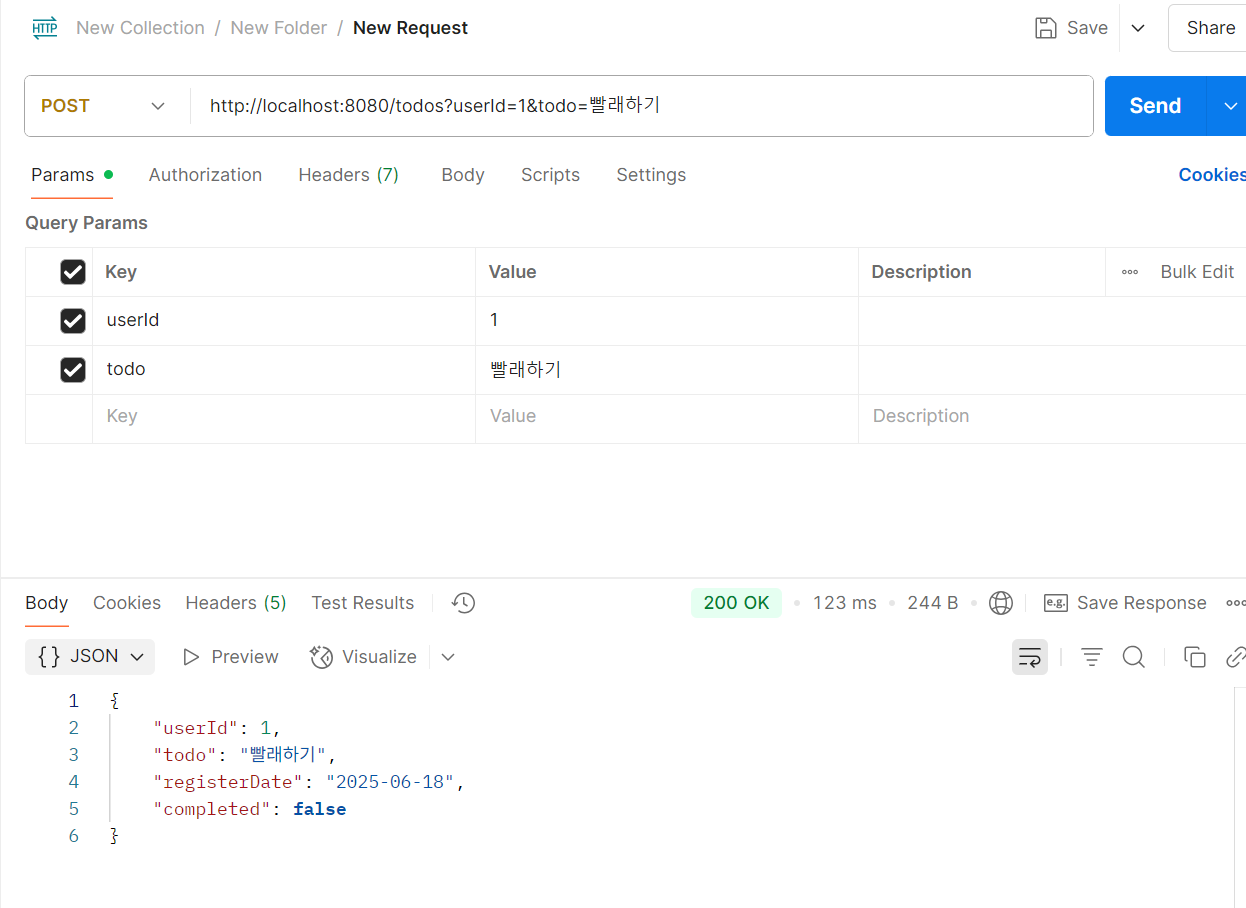 HTTP New Collection / New Folder / New Request Save Share
POST http://localhost:8080/todos?userId=1&todo=빨래하기 Send
Params Authorization Headers (7) Body Scripts Settings Cookies
Query Params
Key Value Description Bulk Edit
userId 1
todo 빨래하기
Key Value Description
Body Cookies Headers (5) Test Results 200 OK • 123 ms • 244 B • e.g. Save Response
{} JSON Preview Visualize
1 {
2 "userId": 1,
3 "todo": "빨래하기",
4 "registerDate": "2025-06-18",
5 "completed": false
6 }